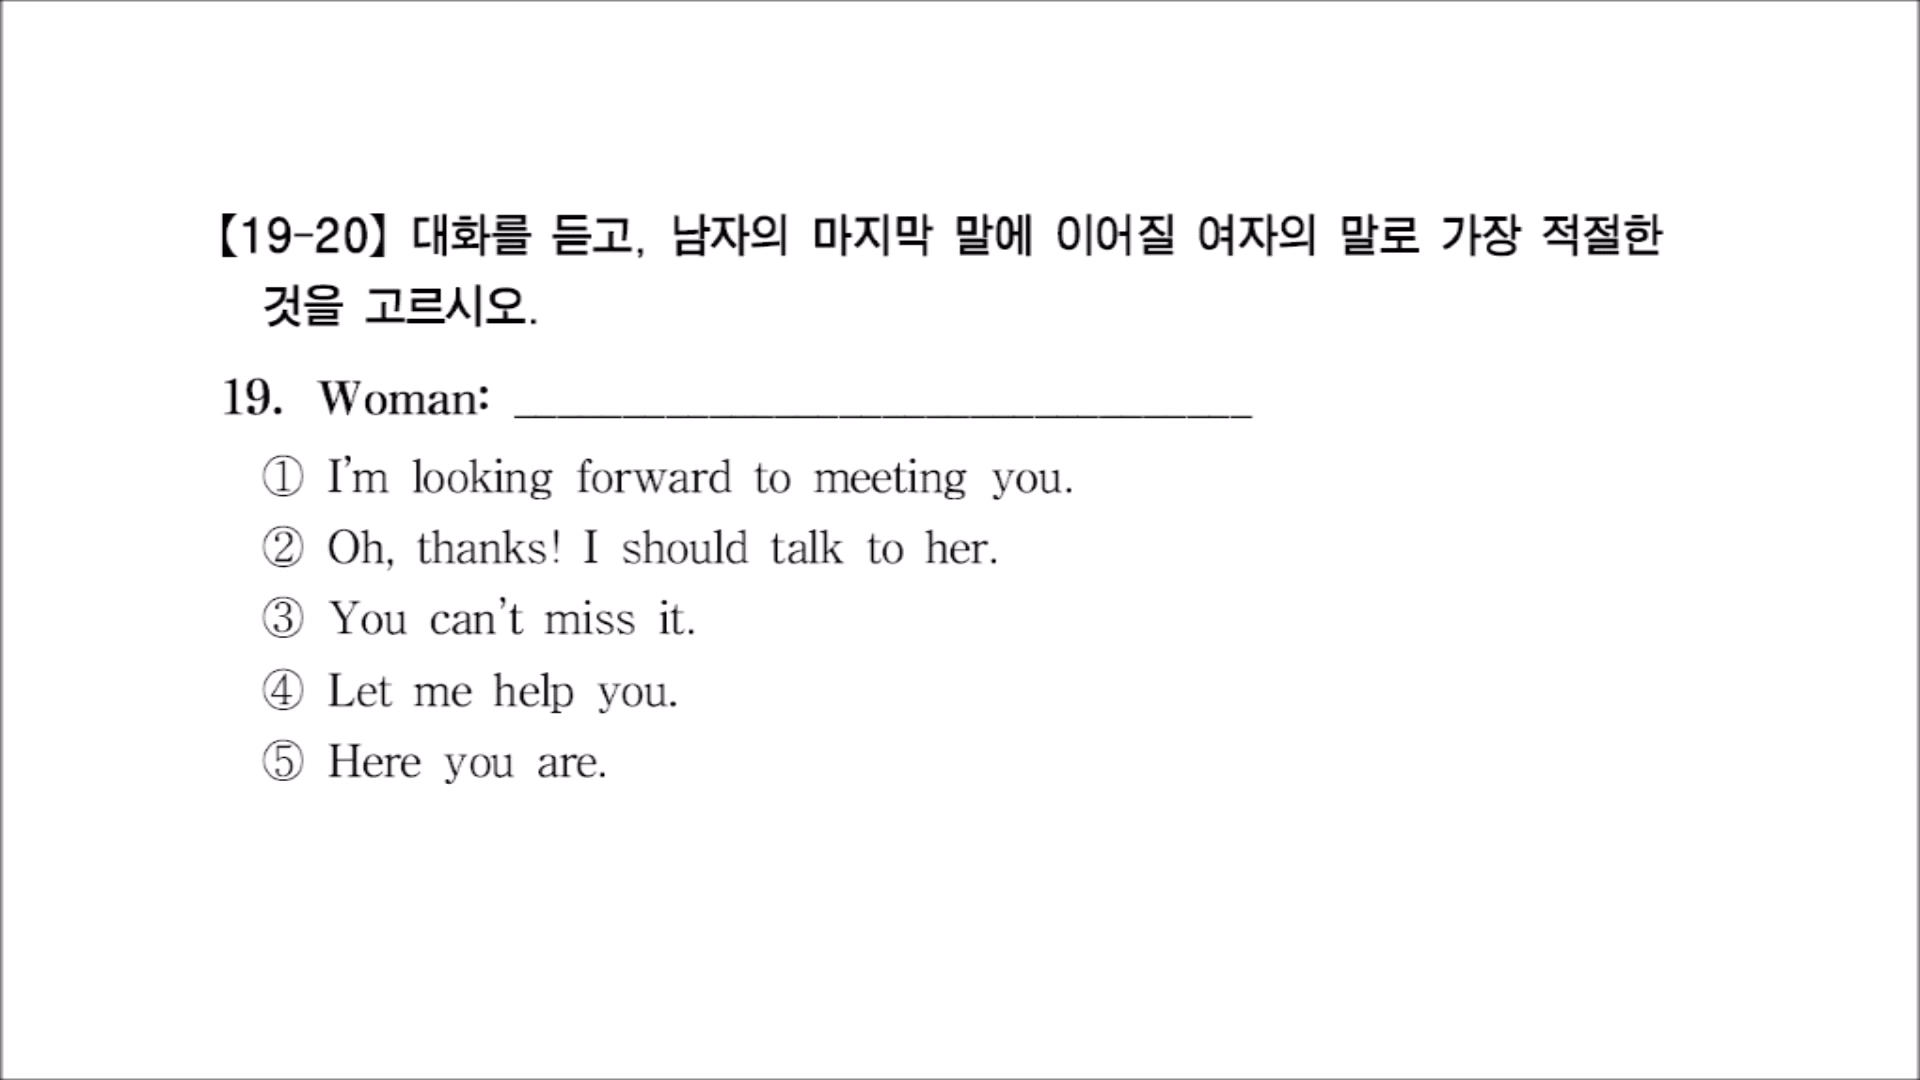 【19-20】 대화를 듣고, 남자의 마지막 말에 이어질 여자의 말로 가장 적절한
것을 고르시오.
19. Woman: ________________________________
① I'm looking forward to meeting you.
② Oh, thanks! I should talk to her.
③ You can't miss it.
④ Let me help you.
⑤ Here you are.